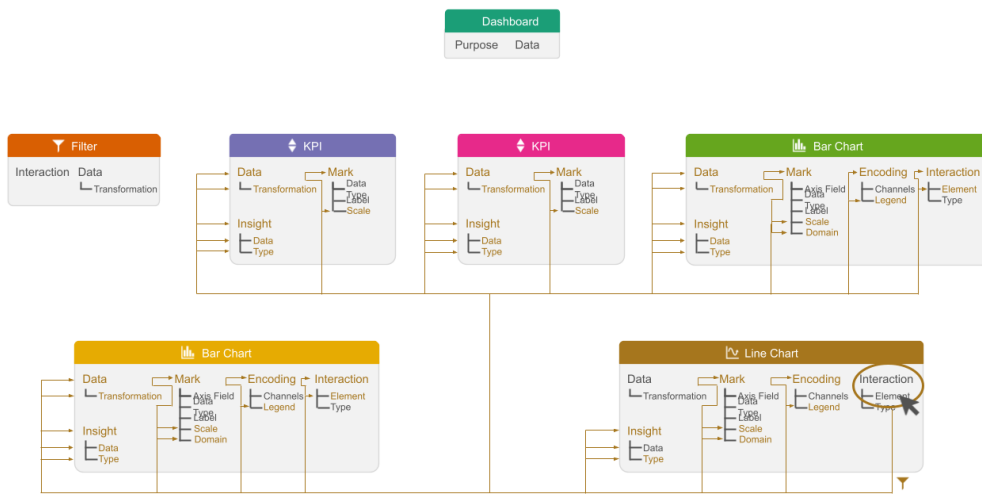 Dashboard
Purpose Data
Filter
Interaction Data
Transformation
KPI
Data Mark
Transformation
Data
Type
Label
Scale
Insight
Data
Type
KPI
Data Mark
Transformation
Data
Type
Label
Scale
Insight
Data
Type
Bar Chart
Data Mark Encoding Interaction
Transformation Axis Field Channels Element
Data
Type
Legend Type
Label
Scale
Domain
Insight
Data
Type
Bar Chart
Data Mark Encoding Interaction
Transformation Axis Field Channels Element
Data
Type
Legend Type
Label
Scale
Domain
Insight
Data
Type
Line Chart
Data Mark Encoding Interaction
Transformation Axis Field Channels Element
Data
Type
Legend Type
Label
Scale
Domain
Insight
Data
Type